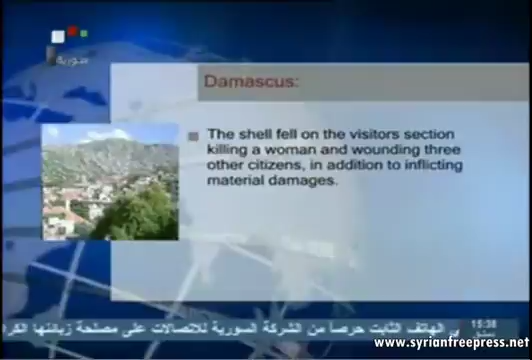 سورية
Damascus:
The shell fell on the visitors section
killing a woman and wounding three
other citizens, in addition to inflicting
material damages.
الهاتف الثابت حرصاً من الشركة السورية للاتصالات على مصلحة زبائنها الكرا
15:38
www.syrianfreepress.net